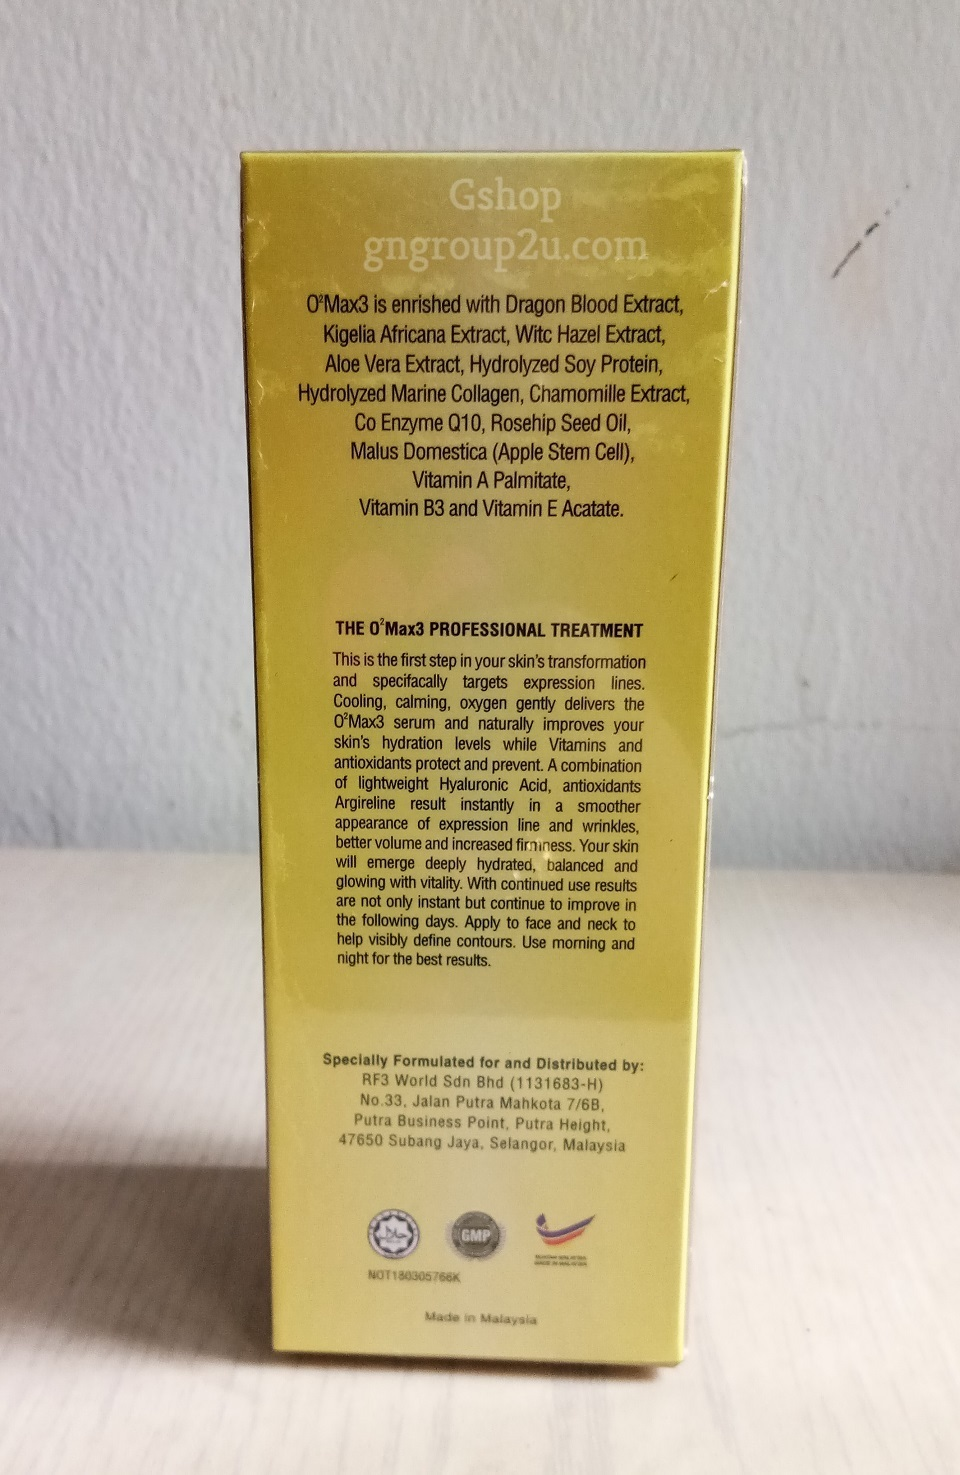 Gshop
gngroup2u.com
O²Max3 is enriched with Dragon Blood Extract,
Kigelia Africana Extract, Witc Hazel Extract,
Aloe Vera Extract, Hydrolyzed Soy Protein,
Hydrolyzed Marine Collagen, Chamomille Extract,
Co Enzyme Q10, Rosehip Seed Oil,
Malus Domestica (Apple Stem Cell),
Vitamin A Palmitate,
Vitamin B3 and Vitamin E Acatate.
THE O²Max3 PROFESSIONAL TREATMENT
This is the first step in your skin's transformation
and specifacally targets expression lines.
Cooling, calming, oxygen gently delivers the
O²Max3 serum and naturally improves your
skin's hydration levels while Vitamins and
antioxidants protect and prevent. A combination
of lightweight Hyaluronic Acid, antioxidants
Argireline result instantly in a smoother
appearance of expression line and wrinkles,
better volume and increased firmness. Your skin
will emerge deeply hydrated, balanced and
glowing with vitality. With continued use results
are not only instant but continue to improve in
the following days. Apply to face and neck to
help visibly define contours. Use morning and
night for the best results.
Specially Formulated for and Distributed by:
RF3 World Sdn Bhd (1131683-H)
No.33, Jalan Putra Mahkota 7/6B,
Putra Business Point, Putra Height,
47650 Subang Jaya, Selangor, Malaysia
حلال
GMP
BUATAN MALAYSIA
MADE IN MALAYSIA
NOT180305766K
Made in Malaysia